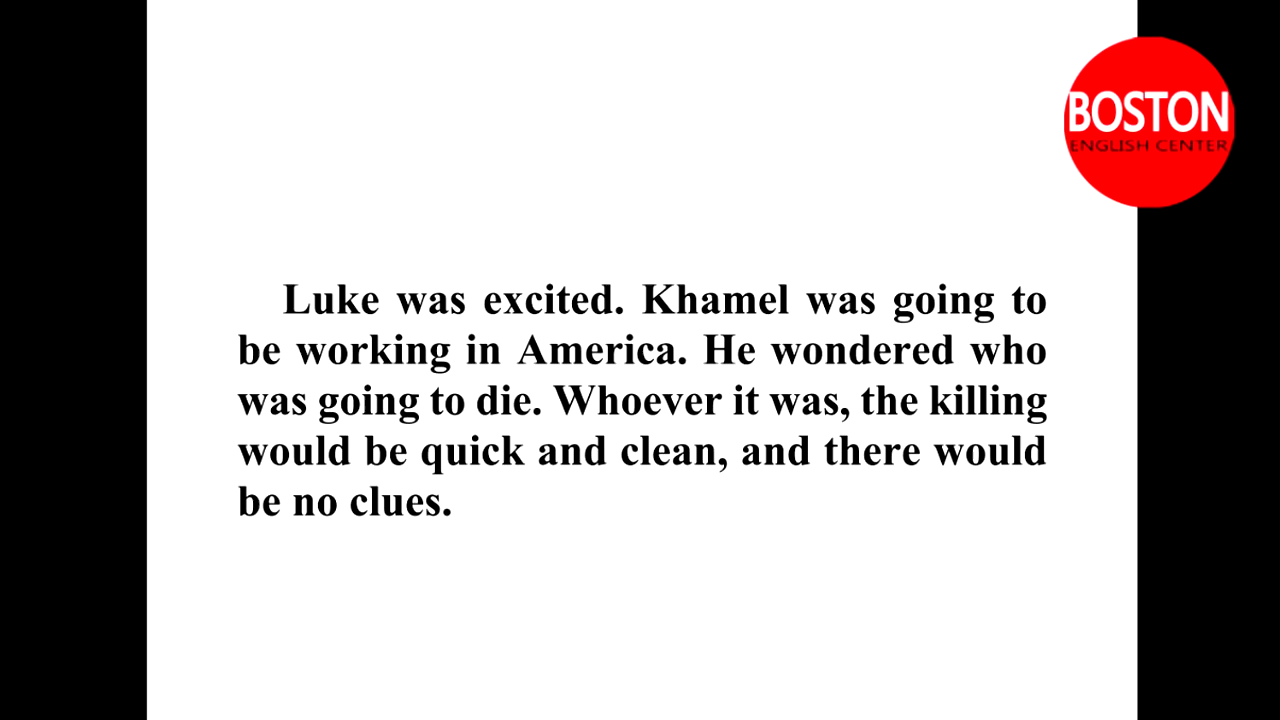 BOSTON
ENGLISH CENTER
Luke was excited. Khamel was going to
be working in America. He wondered who
was going to die. Whoever it was, the killing
would be quick and clean, and there would
be no clues.